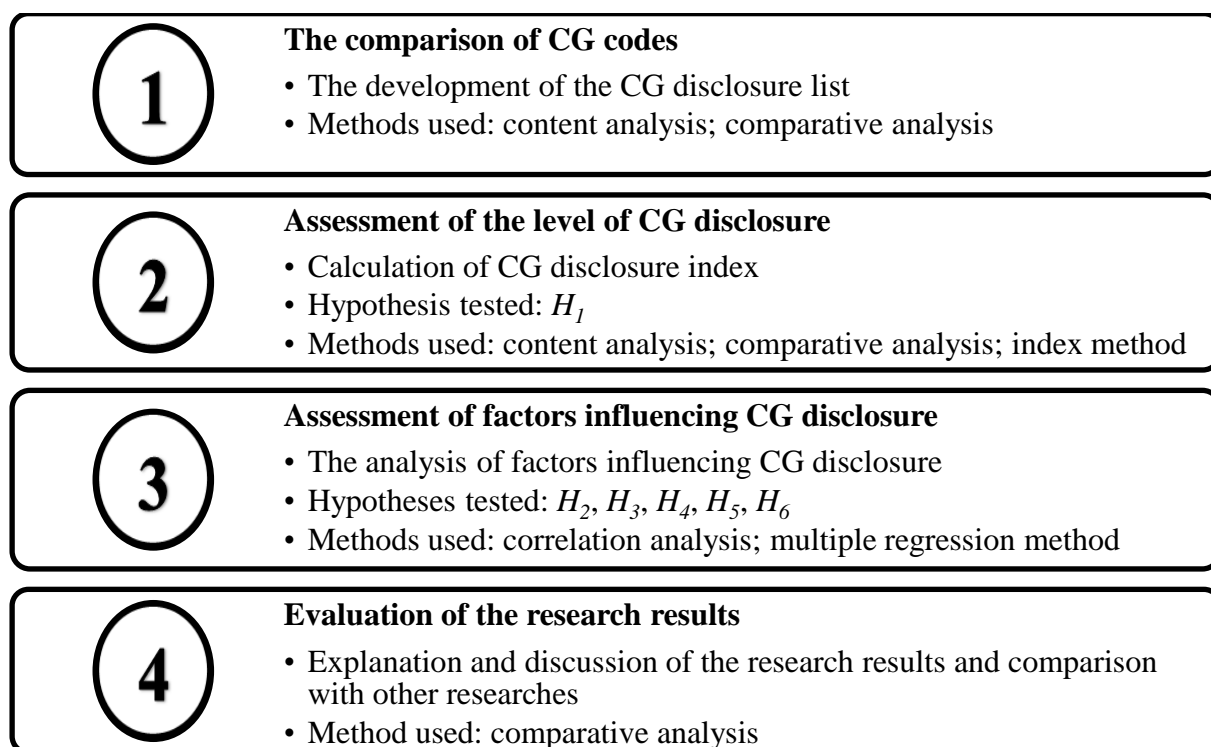 1
The comparison of CG codes
• The development of the CG disclosure list
• Methods used: content analysis; comparative analysis
2
Assessment of the level of CG disclosure
• Calculation of CG disclosure index
• Hypothesis tested: H1
• Methods used: content analysis; comparative analysis; index method
3
Assessment of factors influencing CG disclosure
• The analysis of factors influencing CG disclosure
• Hypotheses tested: H2, H3, H4, H5, H6
• Methods used: correlation analysis; multiple regression method
4
Evaluation of the research results
• Explanation and discussion of the research results and comparison
with other researches
• Method used: comparative analysis